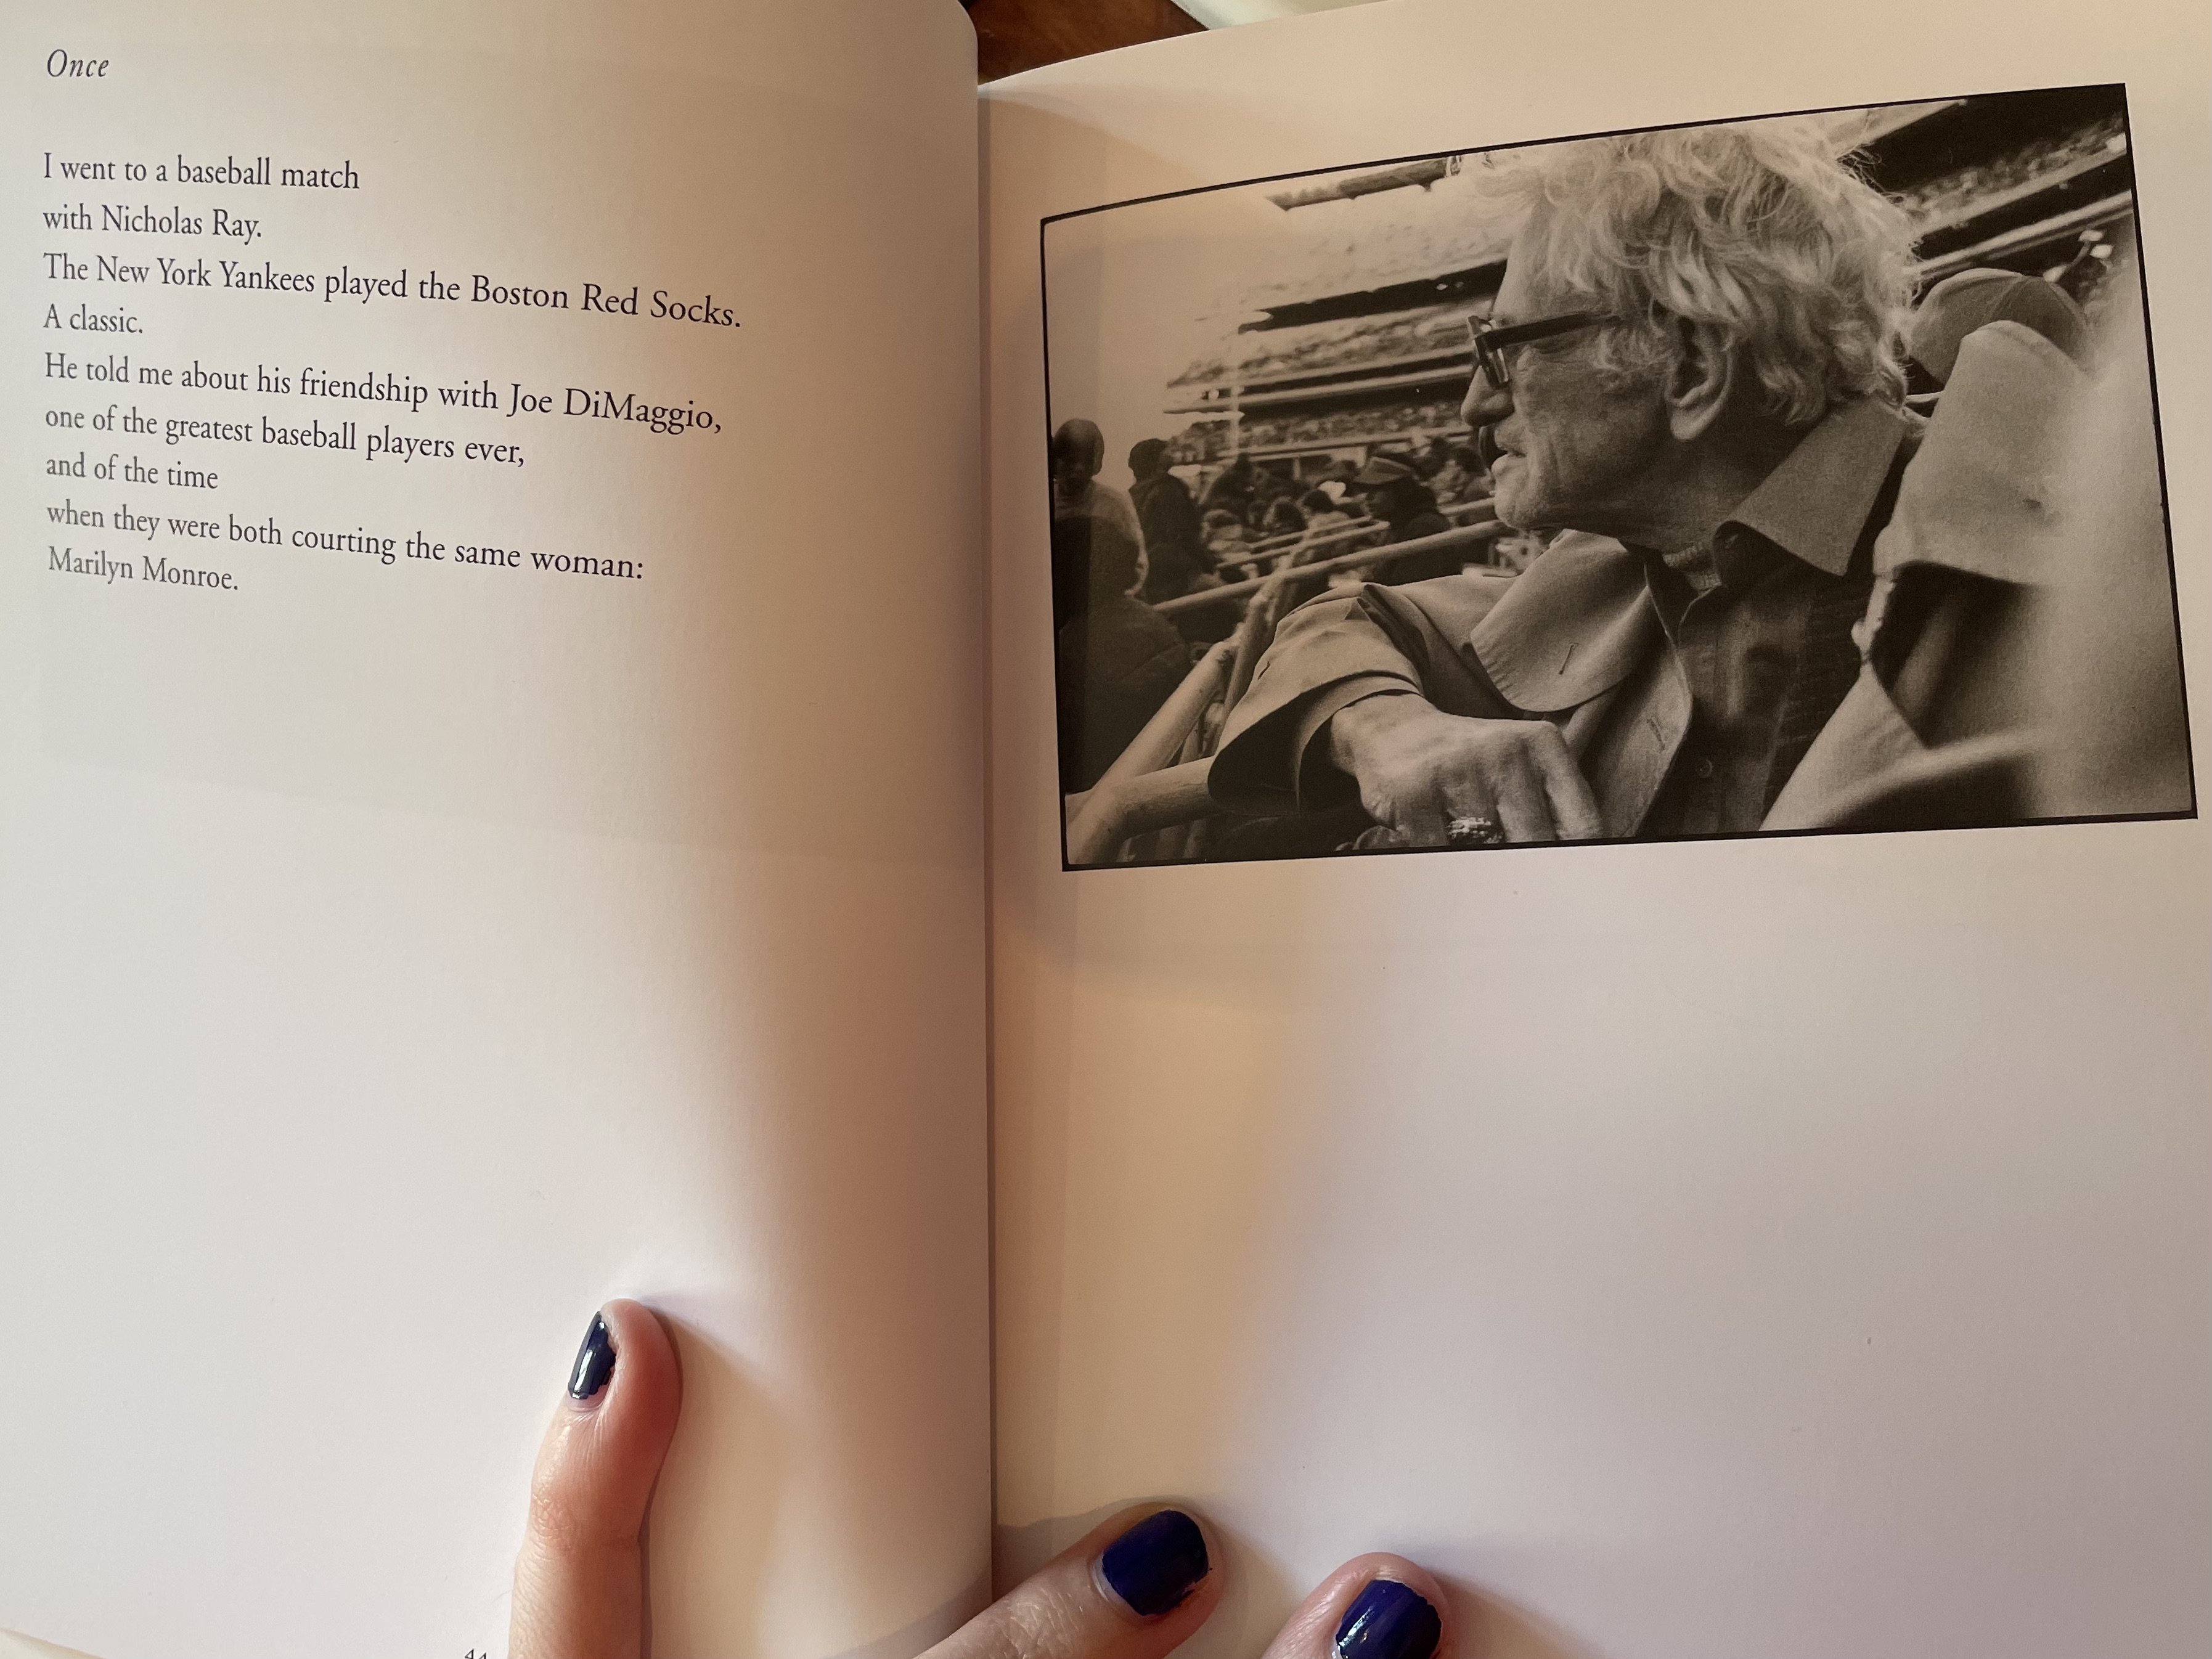 Once
I went to a baseball match
with Nicholas Ray.
The New York Yankees played the Boston Red Socks.
A classic.
He told me about his friendship with Joe DiMaggio,
one of the greatest baseball players ever,
and of the time
when they were both courting the same woman:
Marilyn Monroe.
44